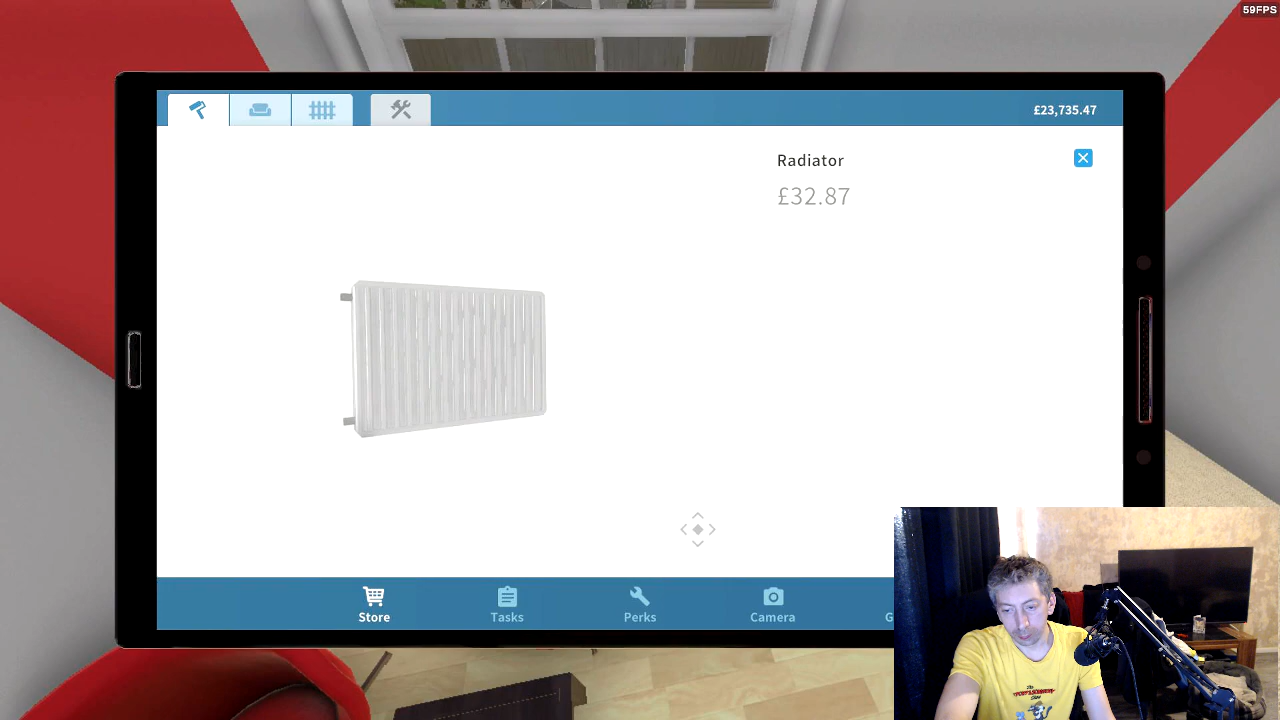 59FPS
£23,735.47
Radiator
£32.87
Store
Tasks
Perks
Camera
G